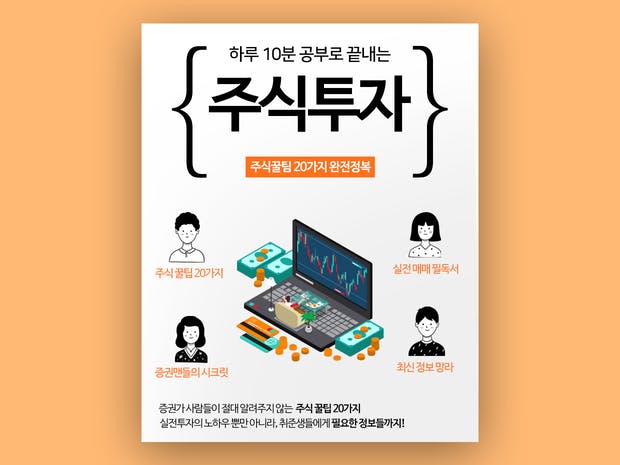 하루 10분 공부로 끝내는
주식투자
주식꿀팁 20가지 완전정복
주식 꿀팁 20가지
실전 매매 필독서
증권맨들의 시크릿
최신 정보 망라
증권가 사람들이 절대 알려주지 않는 주식 꿀팁 20가지
실전투자의 노하우 뿐만 아니라, 취준생들에게 필요한 정보들까지!